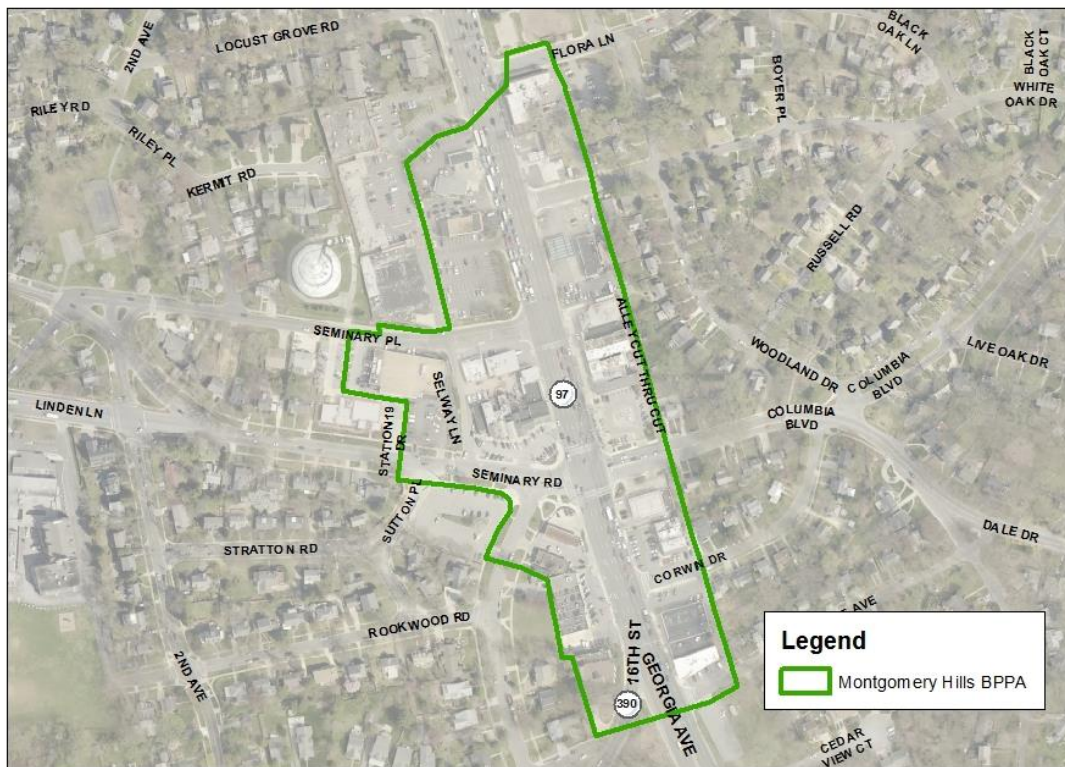 LOCUST GROVE RD
2ND AVE
FLORA LN
BLACK
OAK LN
BLACK
OAK CT
BOYER PL
WHITE
OAK DR
RILEY RD
RILEY PL
KERMIT RD
RUSSELL RD
SEMINARY PL
ALLEY CUT THRU CUT
WOODLAND DR
COLUMBIA
BLVD
LIVE OAK DR
SELWAY LN
97
LINDEN LN
STATION 19
DR
COLUMBIA
BLVD
SEMINARY RD
SUTTON PL
STRATTON RD
DALE DR
CORWIN DR
AVE
ROOKWOOD RD
2ND AVE
16TH ST
GEORGIA AVE
390
CEDAR
VIEW CT
Legend
Montgomery Hills BPPA